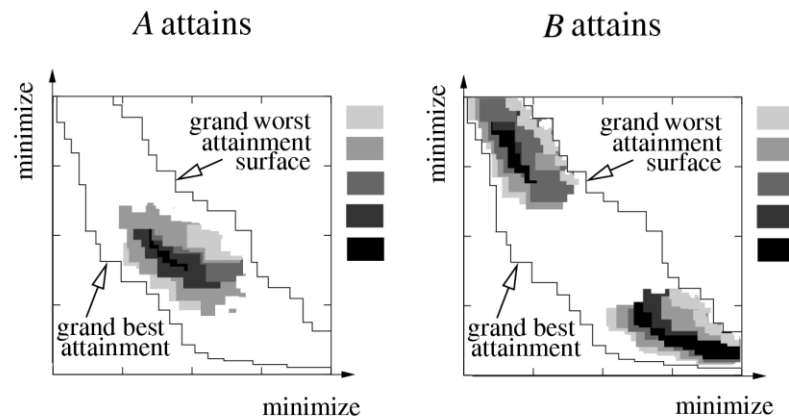 A attains
B attains
minimize
grand worst
attainment
surface
grand best
attainment
minimize
minimize
grand worst
attainment
surface
grand best
attainment
minimize